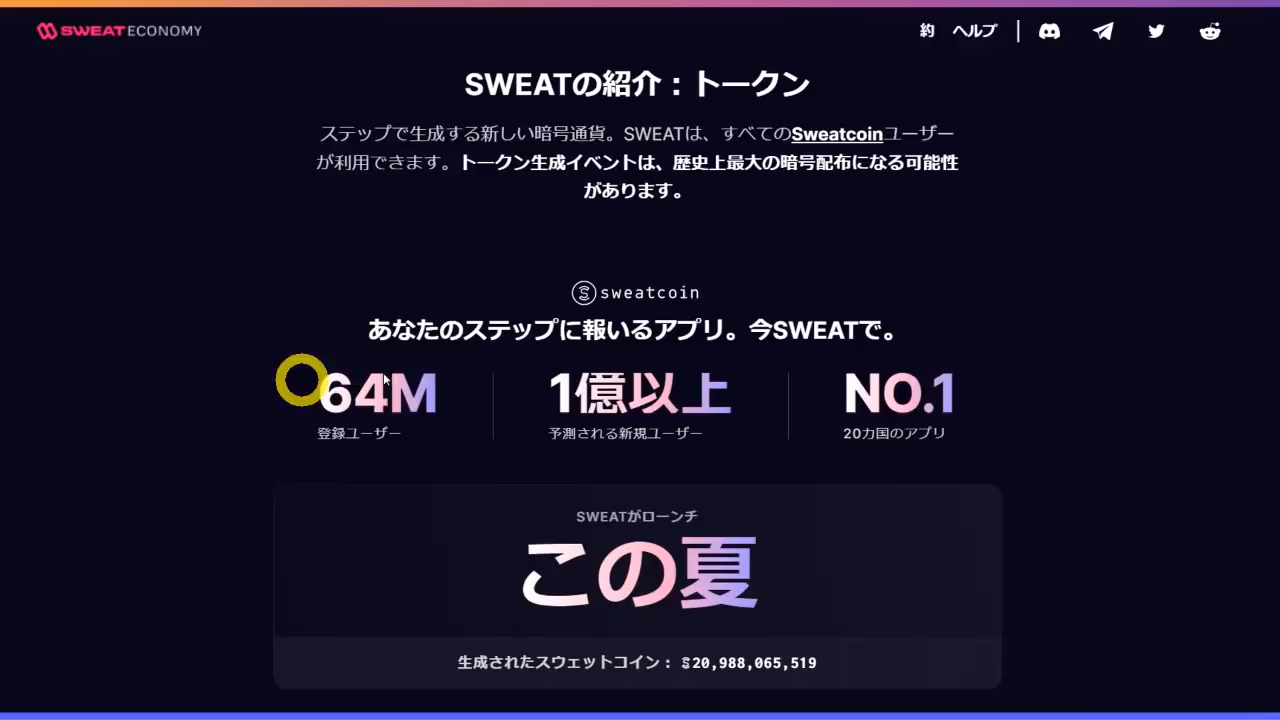 SWEATECONOMY
約 ヘルプ
SWEATの紹介：トークン
ステップで生成する新しい暗号通貨。SWEATは、すべてのSweatcoinユーザー
が利用できます。トークン生成イベントは、歴史上最大の暗号配布になる可能性
があります。
sweatcoin
あなたのステップに報いるアプリ。今SWEATで。
64M
登録ユーザー
1億以上
予測される新規ユーザー
NO.1
20カ国のアプリ
SWEATがローンチ
この夏
生成されたスウェットコイン：20,988,065,519